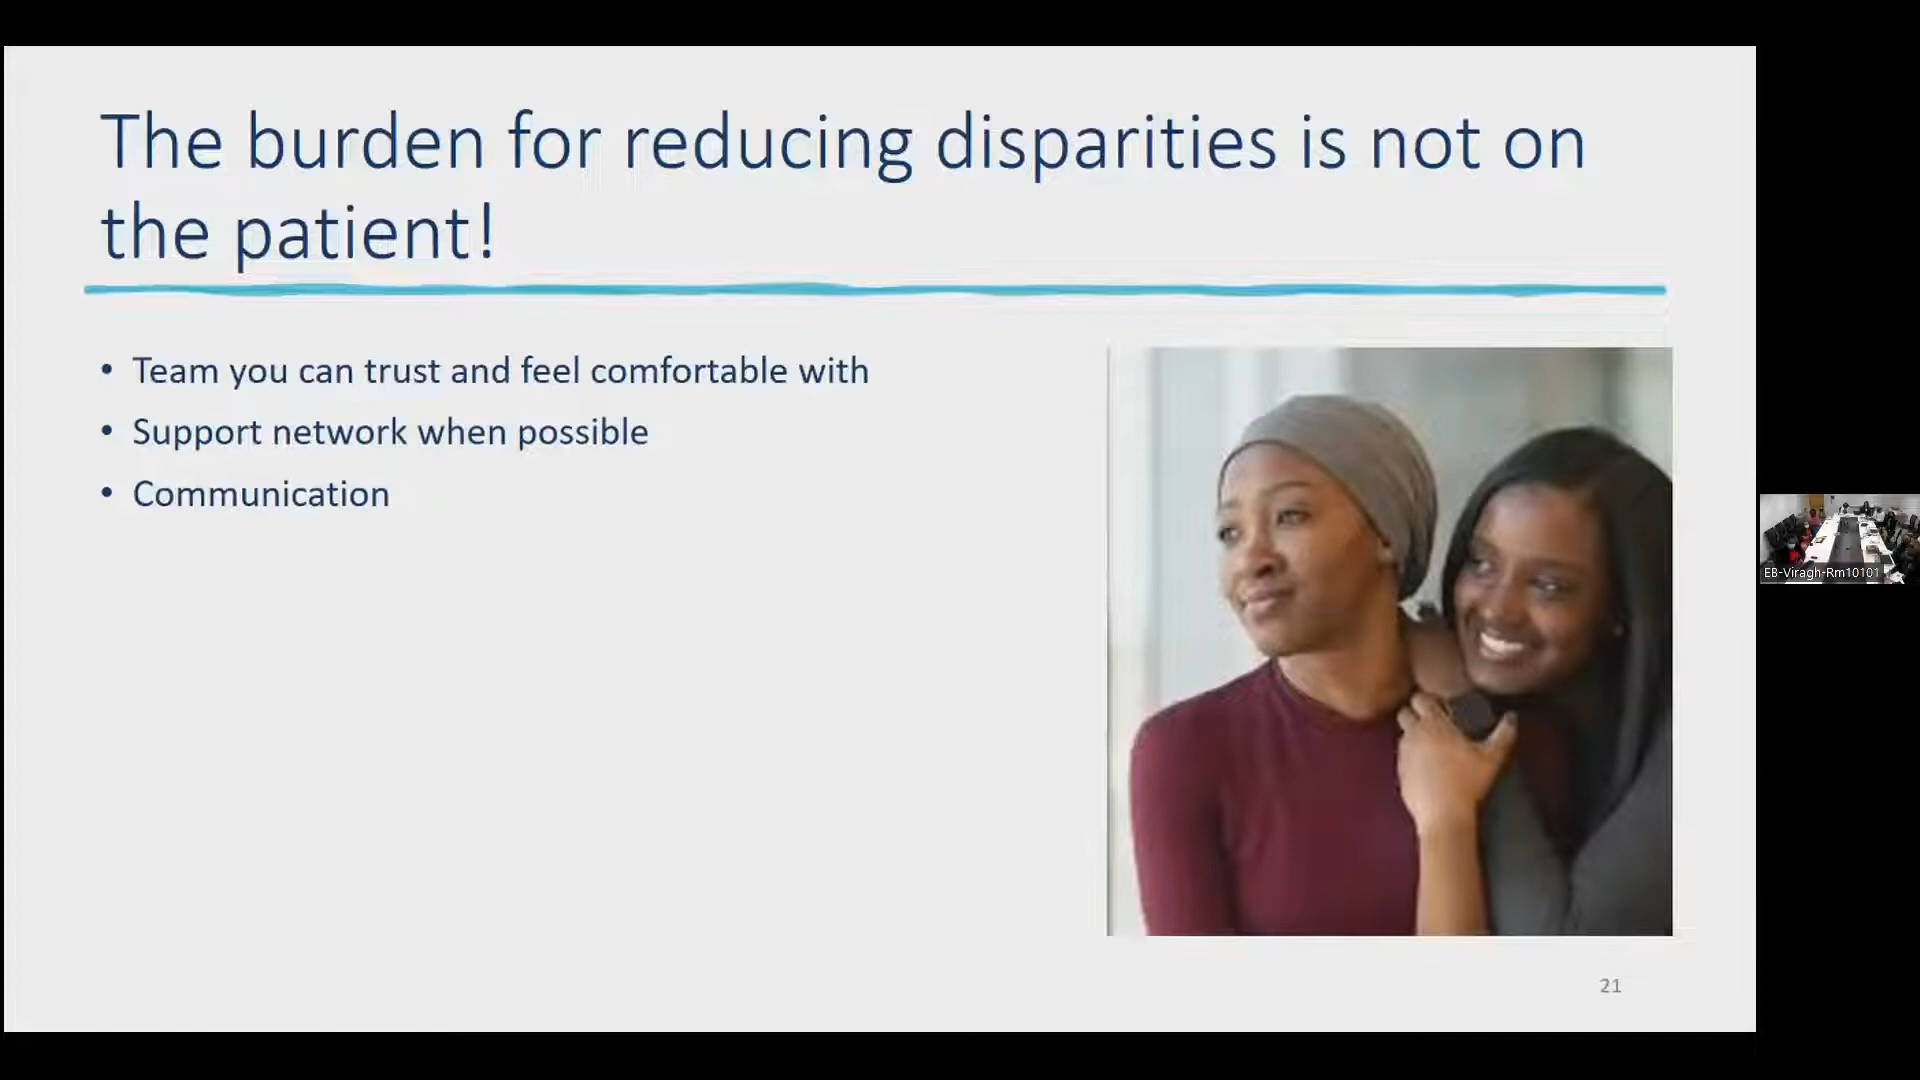 The burden for reducing disparities is not on
the patient!
• Team you can trust and feel comfortable with
• Support network when possible
• Communication
EB-Viragh-Rm10101
21